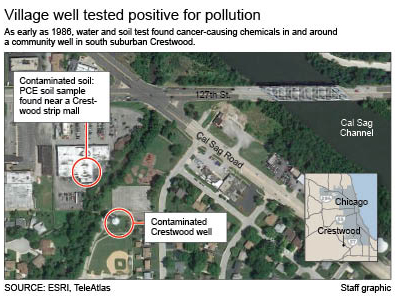 Village well tested positive for pollution
As early as 1986, water and soil test found cancer-causing chemicals in and around
a community well in south suburban Crestwood.
Contaminated soil:
PCE soil sample
found near a Crest-
wood strip mall
127th St.
Cal Sag
Channel
Cal Sag Road
Chicago
Crestwood
Contaminated
Crestwood well
SOURCE: ESRI, TeleAtlas
Staff graphic